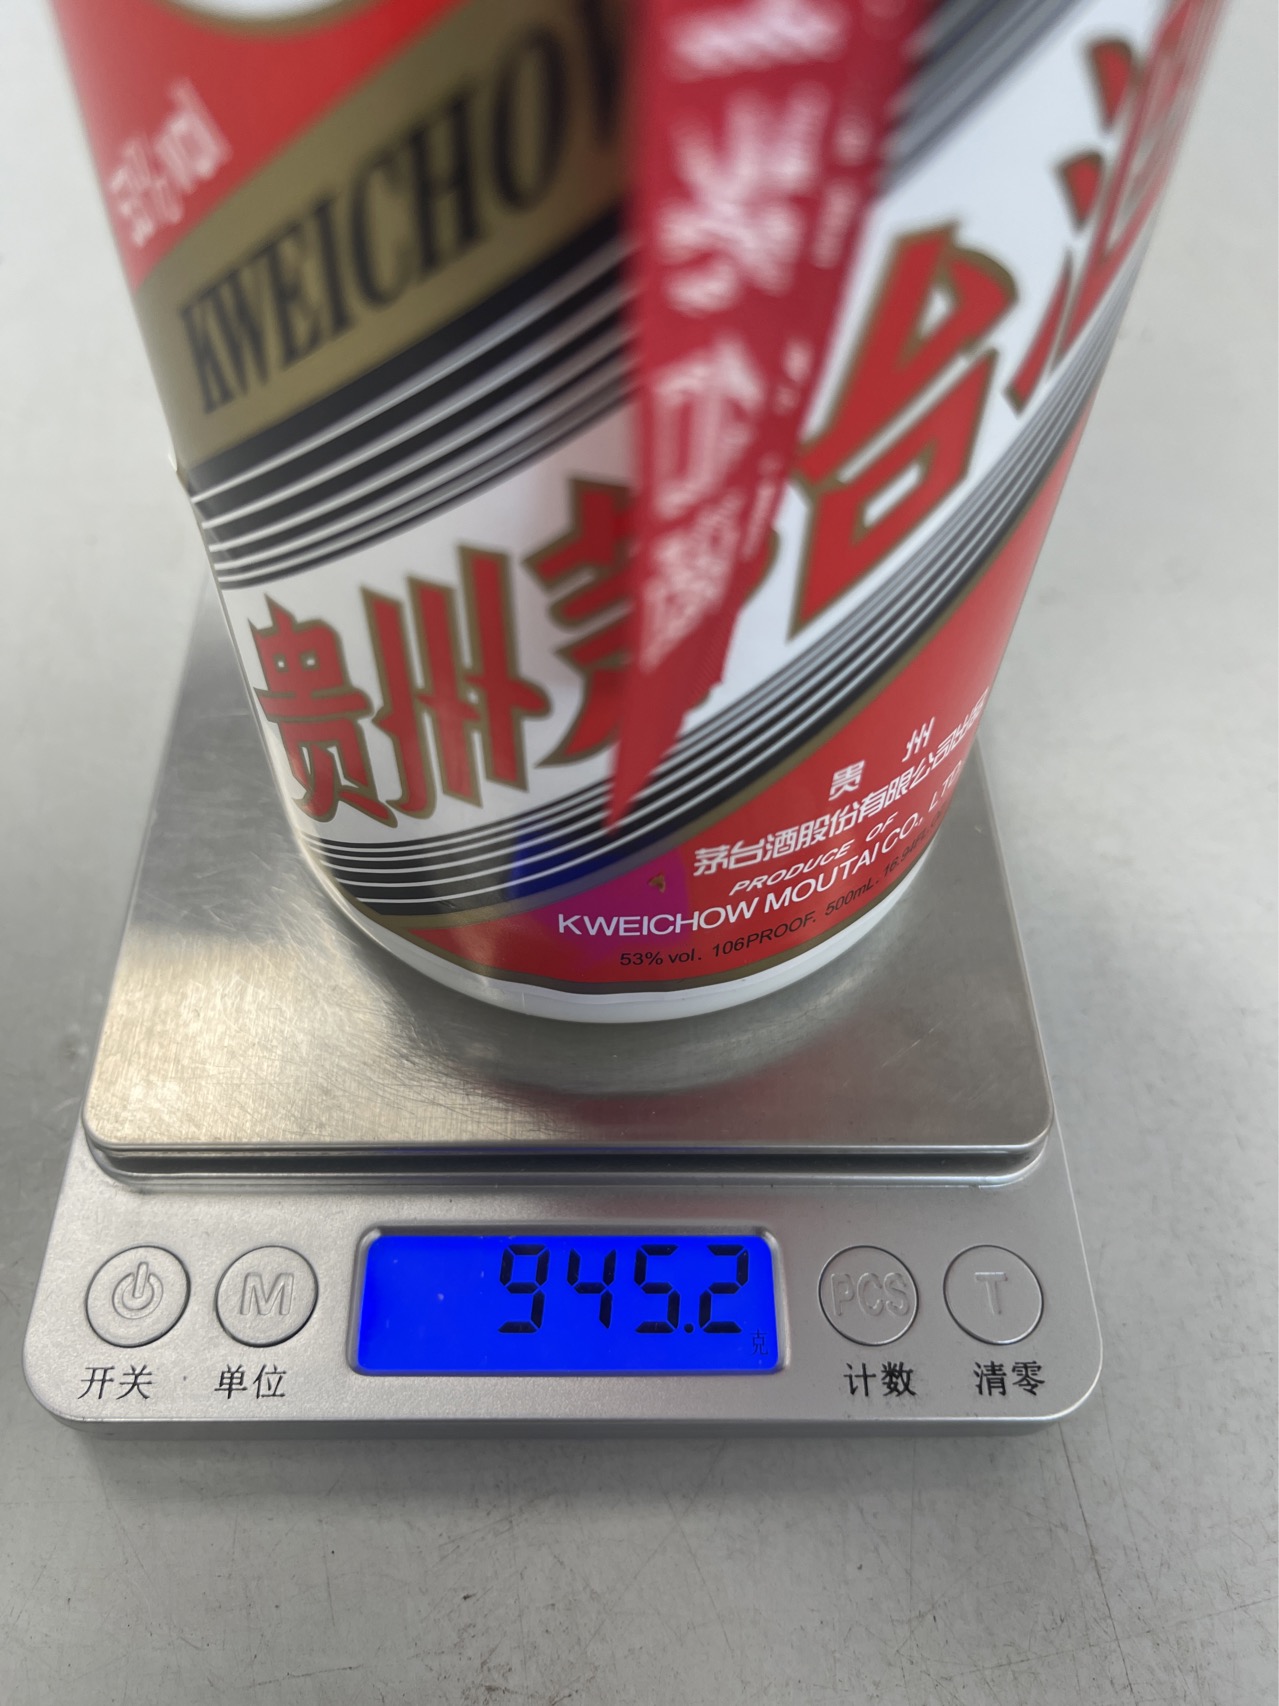 KWEICHOW
贵州茅台酒
贵 州
茅台酒股份有限公司出品
PRODUCE OF
KWEICHOW MOUTAI CO., LTD
53% vol. 106PROOF. 500mL.
945.2
克
M
PCS
T
开关
单位
计数
清零